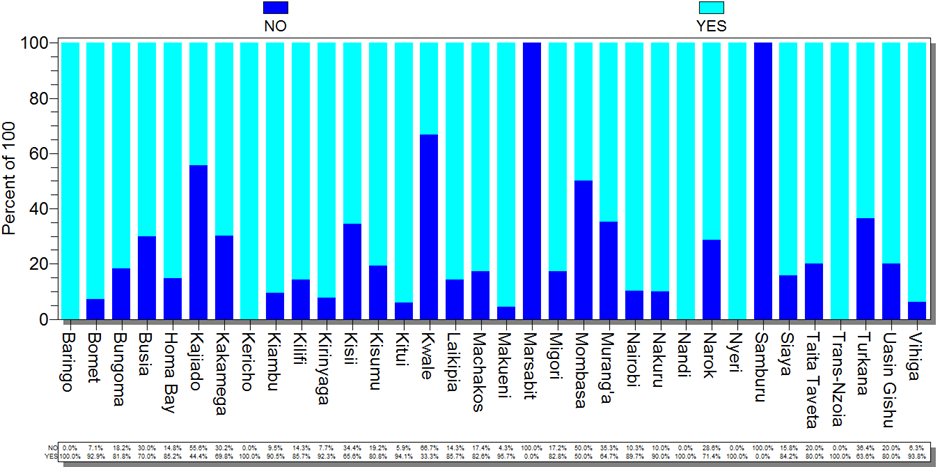 NO YES
Percent of 100
100
80
60
40
20
0
Baringo Bomet Bungoma Busia Homa Bay Kajiado Kakamega Kericho Kiambu Kilifi Kirinyaga Kisii Kisumu Kitui Kwale Laikipia Machakos Makueni Marsabit Migori Mombasa Murang'a Nairobi Nakuru Nandi Narok Nyeri Samburu Siaya Taita Taveta Trans-Nzoia Turkana Uasin Gishu Vihiga
NO 0.0% 7.1% 18.2% 30.0% 14.8% 55.6% 30.2% 0.0% 9.5% 14.3% 7.7% 34.4% 19.2% 5.9% 66.7% 14.3% 17.4% 4.3% 100.0% 17.2% 50.0% 35.3% 10.3% 10.0% 0.0% 28.6% 0.0% 100.0% 15.8% 20.0% 0.0% 36.4% 20.0% 6.3%
YES 100.0% 92.9% 81.8% 70.0% 85.2% 44.4% 69.8% 100.0% 90.5% 85.7% 92.3% 65.6% 80.8% 94.1% 33.3% 85.7% 82.6% 95.7% 0.0% 82.8% 50.0% 64.7% 89.7% 90.0% 100.0% 71.4% 100.0% 0.0% 84.2% 80.0% 100.0% 63.6% 80.0% 93.8%